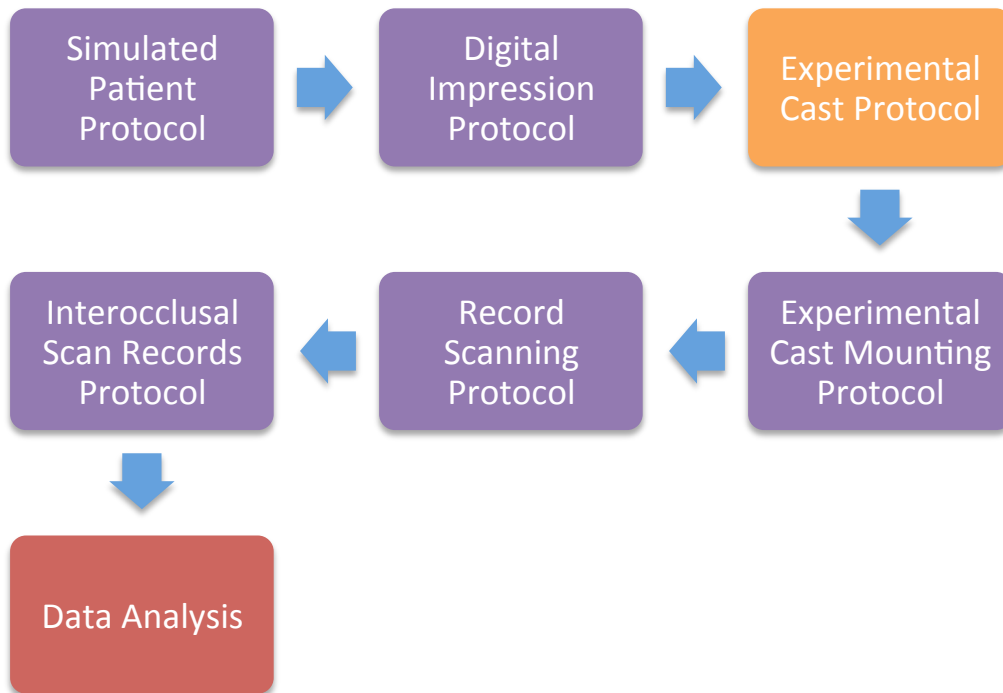 Simulated
Patient
Protocol
Digital
Impression
Protocol
Experimental
Cast Protocol
Experimental
Cast Mounting
Protocol
Record
Scanning
Protocol
Interocclusal
Scan Records
Protocol
Data Analysis